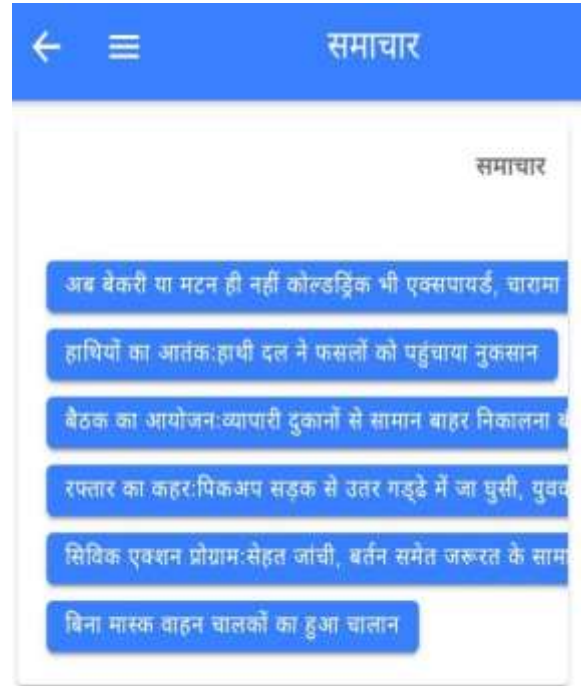 समाचार
समाचार
अब बेकरी या मटन ही नहीं कोल्डड्रिंक भी एक्सपायर्ड, चारामा
हाथियों का आतंक:हाथी दल ने फसलों को पहुंचाया नुकसान
बैठक का आयोजन:व्यापारी दुकानों से सामान बाहर निकालना
रफ्तार का कहर:पिकअप सड़क से उतर गड्ढे में जा घुसी,
सिविक एक्शन प्रोग्राम:सेहत जांची, बर्तन समेत जरूरत के
बिना मास्क वाहन चालकों का हुआ चालान